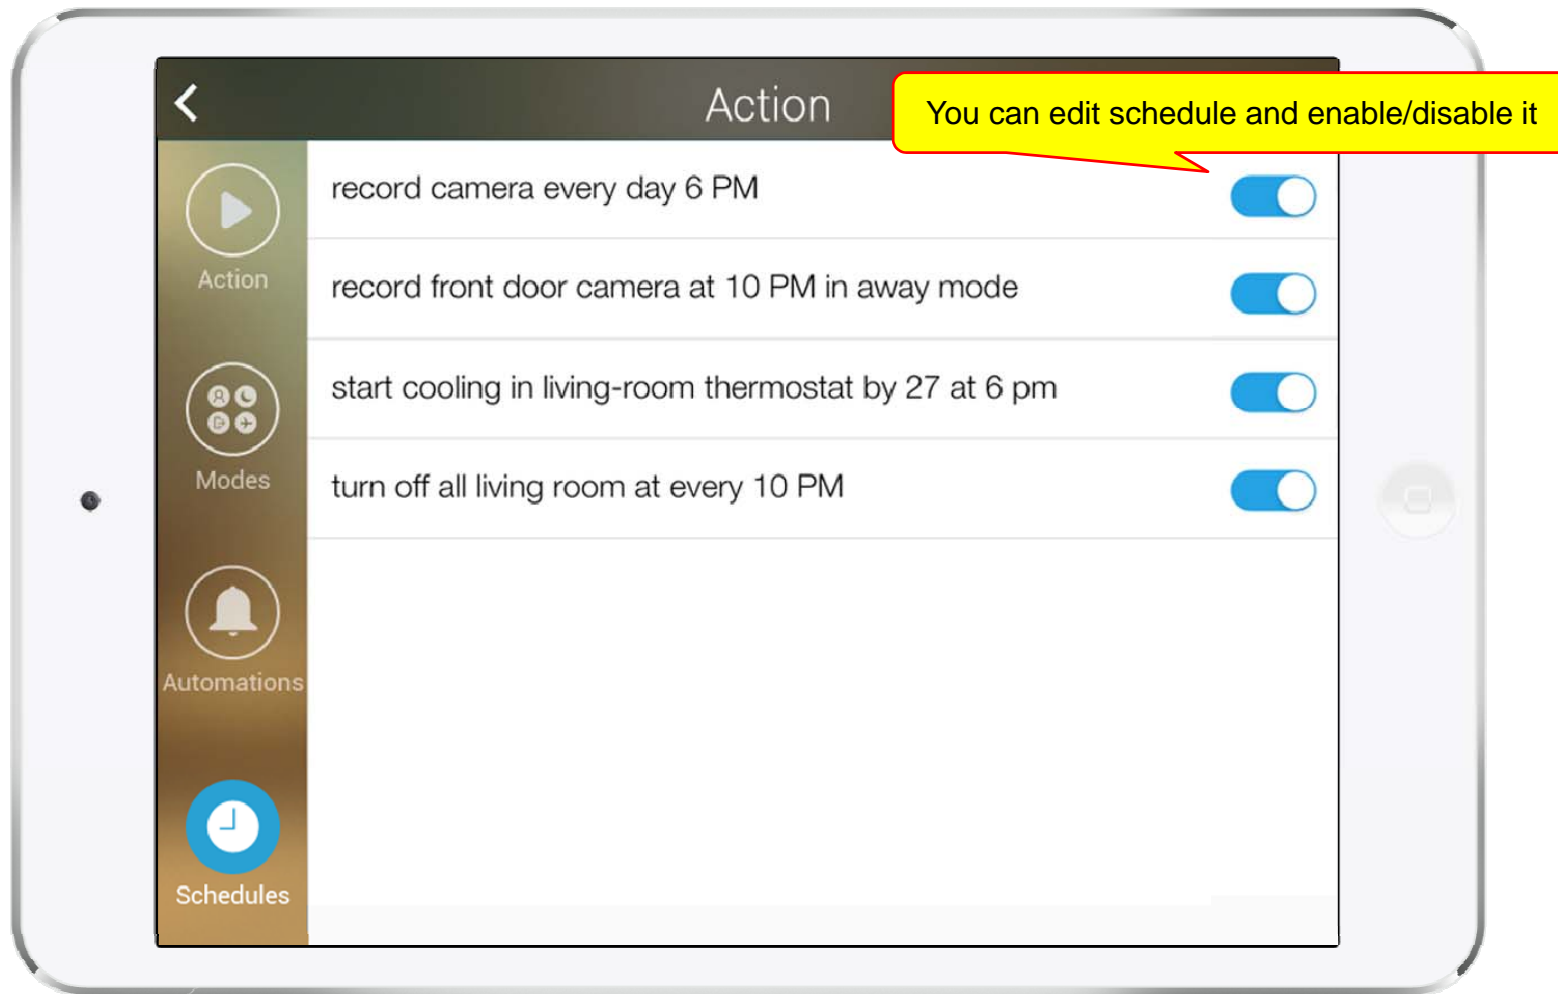 Action
You can edit schedule and enable/disable it
Action
Modes
Automations
Schedules
record camera every day 6 PM
record front door camera at 10 PM in away mode
start cooling in living-room thermostat by 27 at 6 pm
turn off all living room at every 10 PM